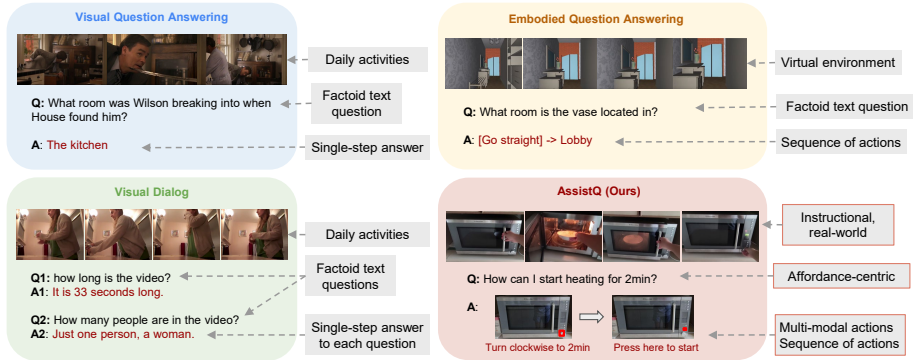 Visual Question Answering
Daily activities
Q: What room was Wilson breaking into when
House found him?
Factoid text
question
A: The kitchen
Single-step answer
Embodied Question Answering
Virtual environment
Q: What room is the vase located in?
Factoid text question
A: [Go straight] -> Lobby
Sequence of actions
Visual Dialog
Daily activities
Q1: how long is the video?
A1: It is 33 seconds long.
Factoid text
questions
Q2: How many people are in the video?
A2: Just one person, a woman.
Single-step answer
to each question
AssistQ (Ours)
Instructional,
real-world
Q: How can I start heating for 2min?
Affordance-centric
A:
Turn clockwise to 2min
Press here to start
Multi-modal actions
Sequence of actions